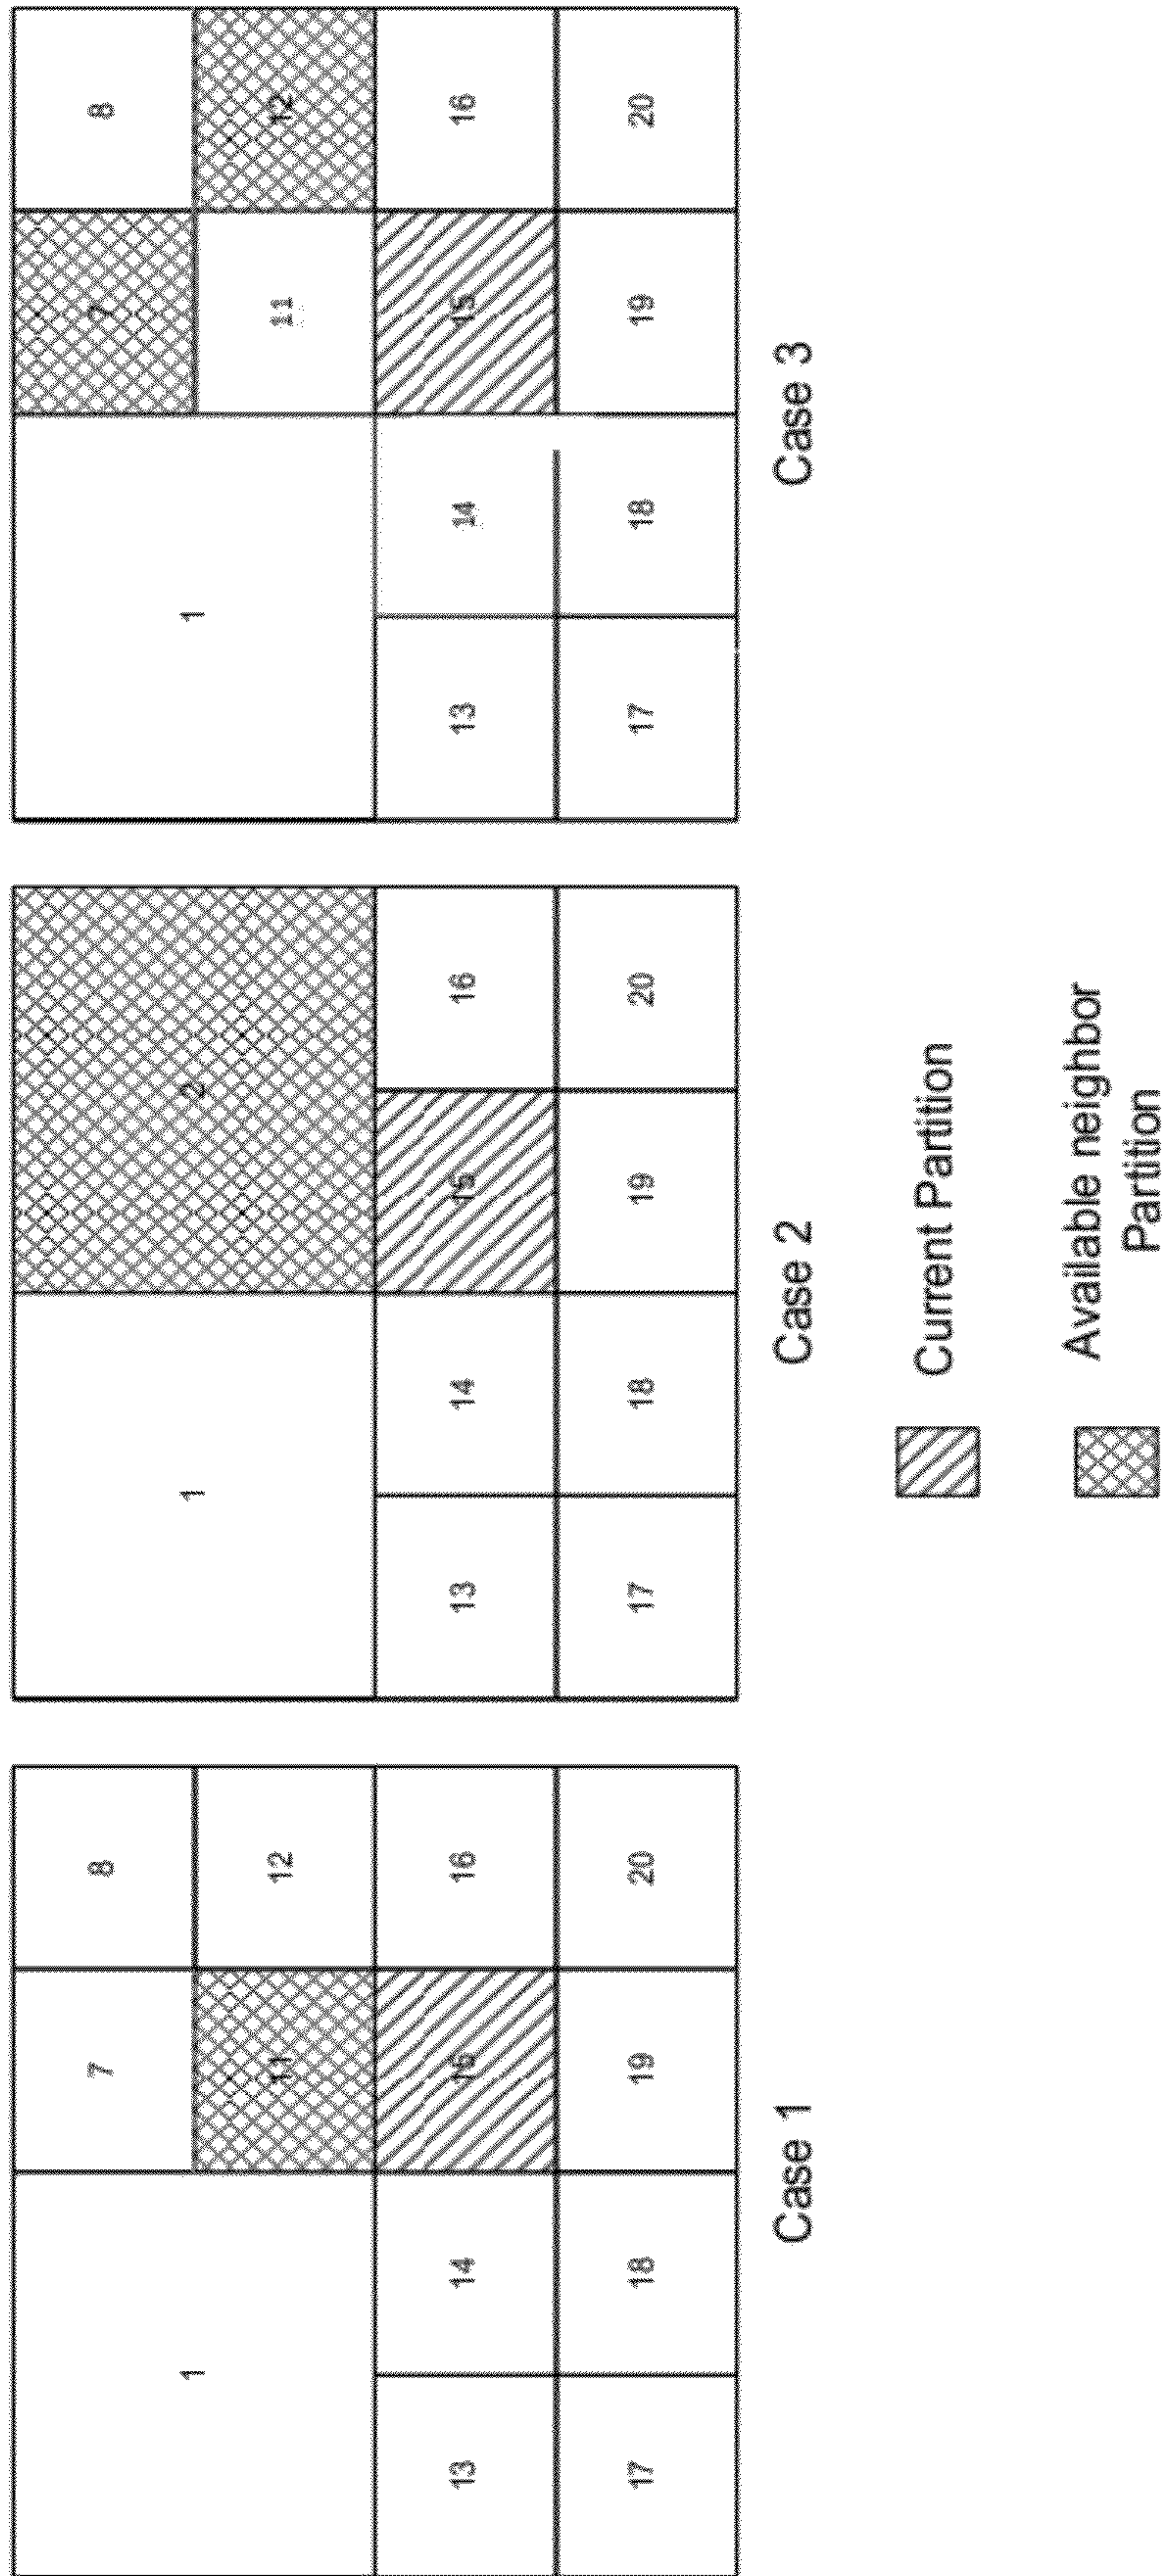 7 8
1
11 12
13 14 15 16
17 18 19 20
Case 1
1 2
13 14 15 16
17 18 19 20
Case 2
7 8
1
11 12
13 14 15 16
17 18 19 20
Case 3
Current Partition
Available neighbor
Partition